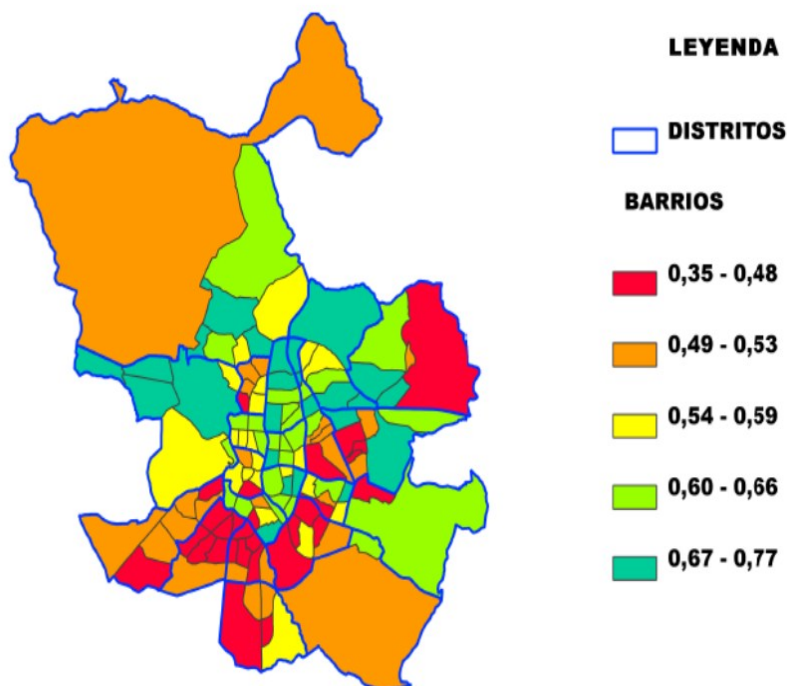 LEYENDA
DISTRITOS
BARRIOS
0,35 - 0,48
0,49 - 0,53
0,54 - 0,59
0,60 - 0,66
0,67 - 0,77